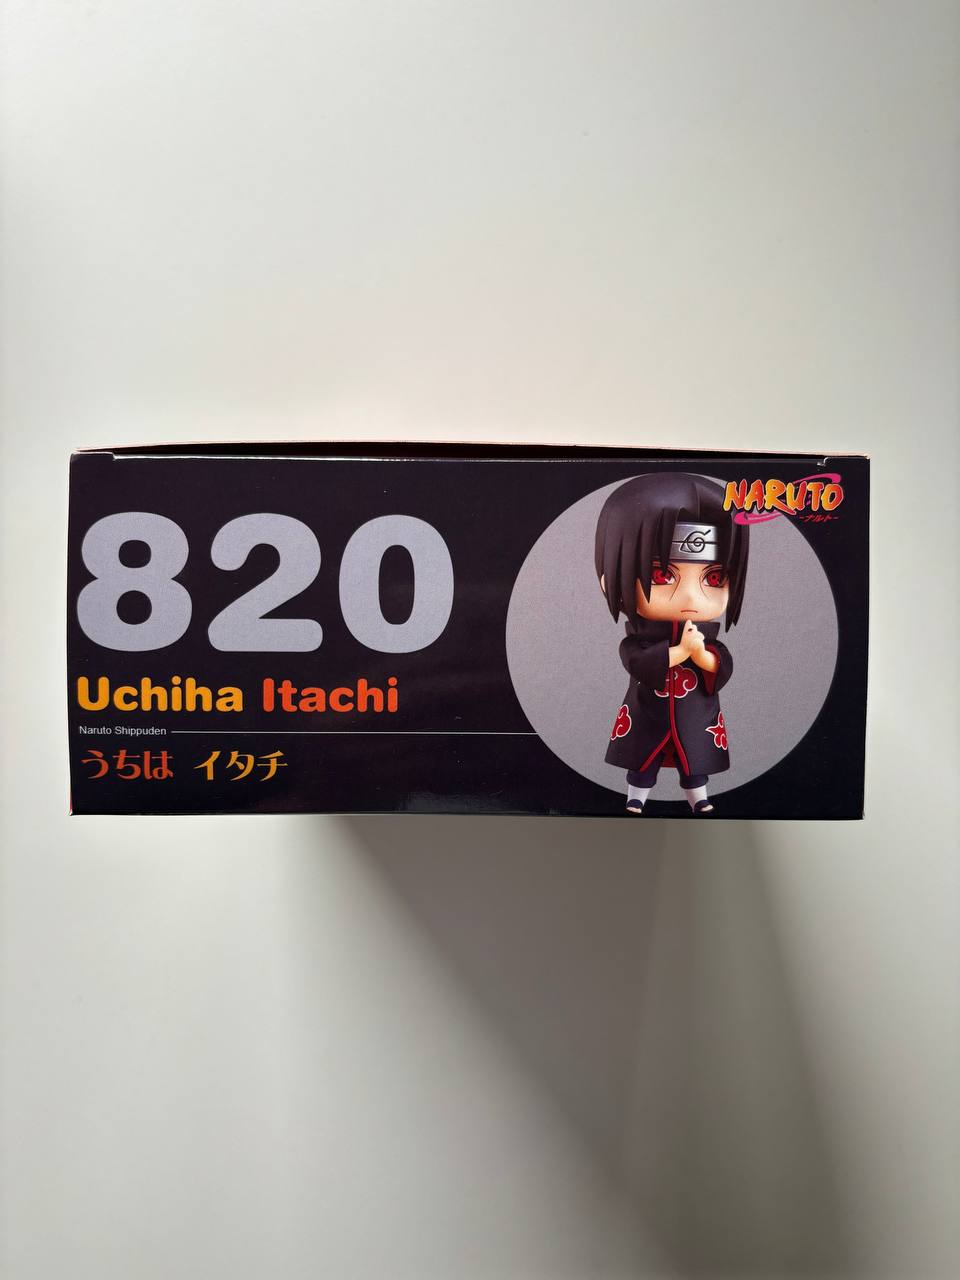 NARUTO
-ナルト-
820
Uchiha Itachi
Naruto Shippuden
うちは イタチ